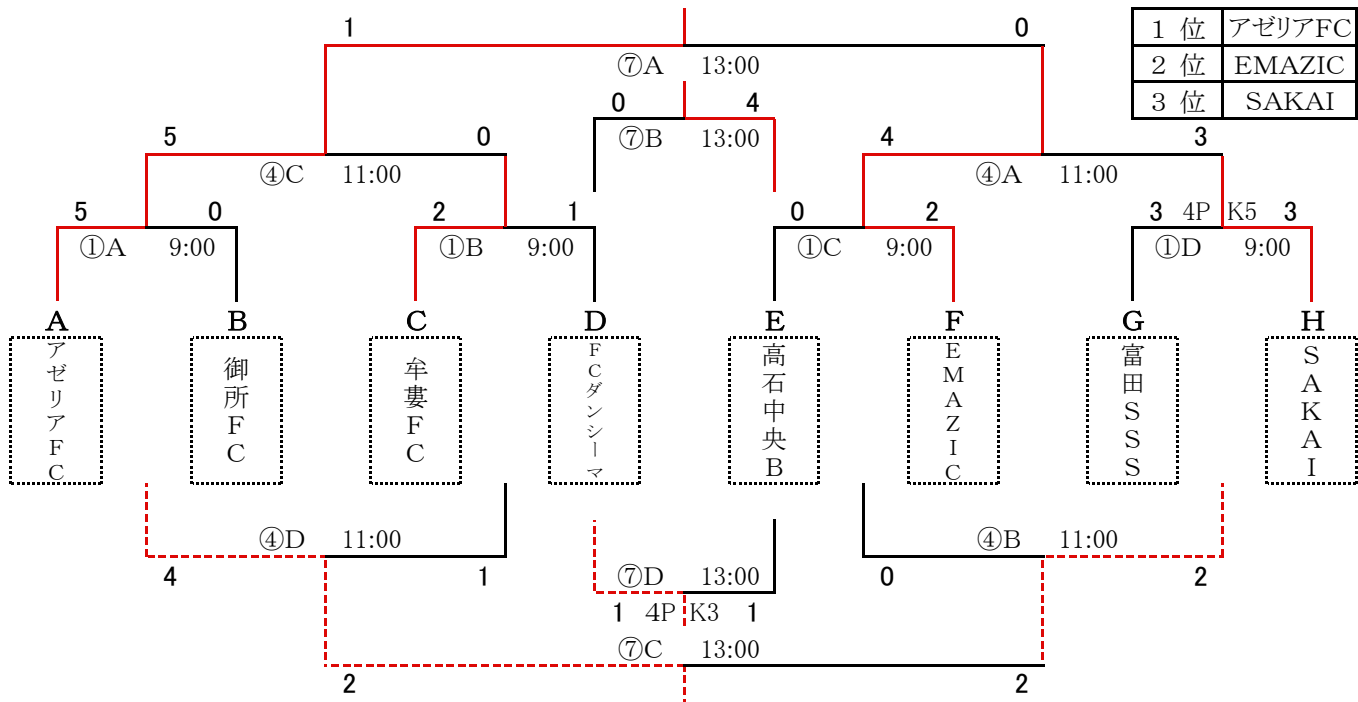 1 0
⑦A 13:00
1 位 アゼリアFC
2 位 EMAZIC
3 位 SAKAI
0 4
⑦B 13:00
5 0
④C 11:00
4 3
④A 11:00
5 0
①A 9:00
2 1
①B 9:00
0 2
①C 9:00
3 4P K5 3
①D 9:00
A B C D E F G H
アゼリアFC
御所FC
牟婁FC
FCダンシーマ
高石中央B
EMAZIC
富田SSS
SAKAI
④D 11:00
4 1
④B 11:00
0 2
⑦D 13:00
1 4P K3 1
⑦C 13:00
2 2